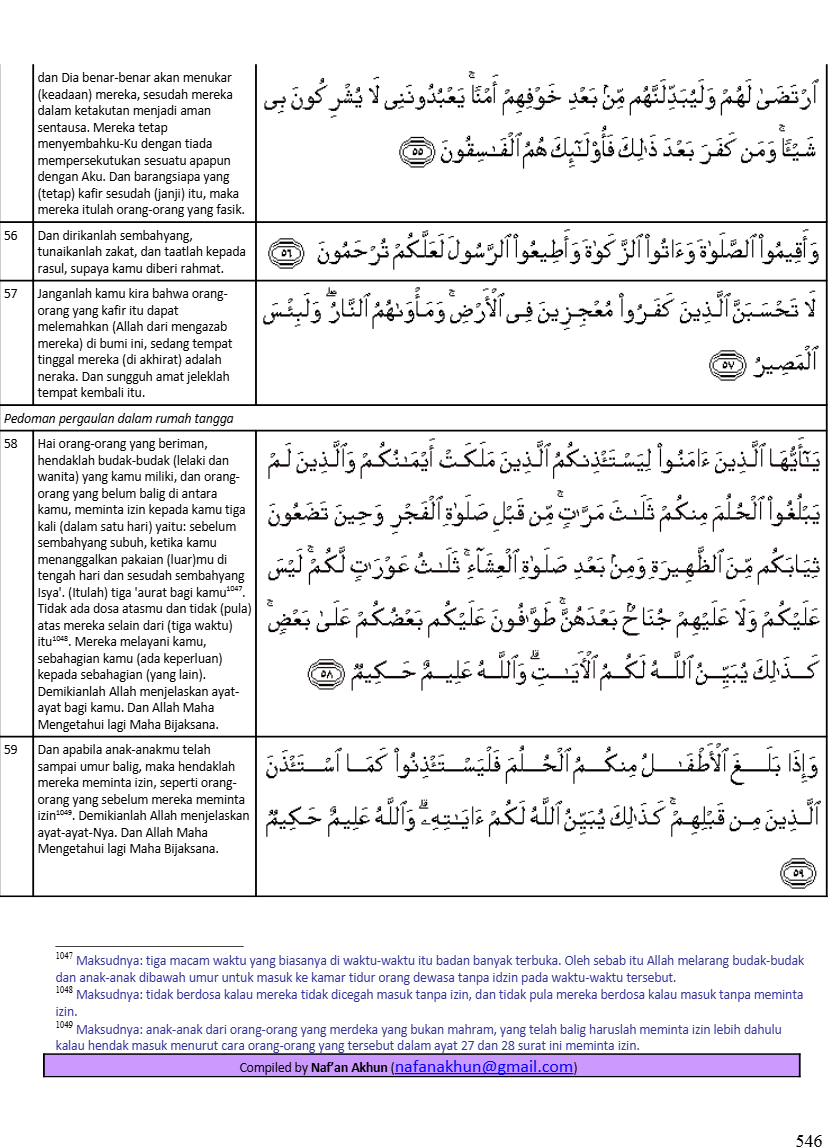 dan Dia benar-benar akan menukar
(keadaan) mereka, sesudah mereka
dalam ketakutan menjadi aman
sentausa. Mereka tetap
menyembahku-Ku dengan tiada
mempersekutukan sesuatu apapun
dengan Aku. Dan barangsiapa yang
(tetap) kafir sesudah (janji) itu, maka
mereka itulah orang-orang yang fasik.
ٱرْتَضَىٰ لَهُمْ وَلَيُبَدِّلَنَّهُم مِّنۢ بَعْدِ خَوْفِهِمْ أَمْنًا ۚ يَعْبُدُونَنِى لَا يُشْرِكُونَ بِى
شَيْـًٔا ۚ وَمَن كَفَرَ بَعْدَ ذَٰلِكَ فَأُو۟لَـٰٓئِكَ هُمُ ٱلْفَـٰسِقُونَ ٥٥
56
Dan dirikanlah sembahyang,
tunaikanlah zakat, dan taatlah kepada
rasul, supaya kamu diberi rahmat.
وَأَقِيمُوا۟ ٱلصَّلَوٰةَ وَءَاتُوا۟ ٱلزَّكَوٰةَ وَأَطِيعُوا۟ ٱلرَّسُولَ لَعَلَّكُمْ تُرْحَمُونَ ٥٦
57
Janganlah kamu kira bahwa orang-
orang yang kafir itu dapat
melemahkan (Allah dari mengazab
mereka) di bumi ini, sedang tempat
tinggal mereka (di akhirat) adalah
neraka. Dan sungguh amat jeleklah
tempat kembali itu.
لَا تَحْسَبَنَّ ٱلَّذِينَ كَفَرُوا۟ مُعْجِزِينَ فِى ٱلْأَرْضِ ۚ وَمَأْوَىٰهُمُ ٱلنَّارُ ۖ وَلَبِئْسَ
ٱلْمَصِيرُ ٥٧
Pedoman pergaulan dalam rumah tangga
58
Hai orang-orang yang beriman,
hendaklah budak-budak (lelaki dan
wanita) yang kamu miliki, dan orang-
orang yang belum balig di antara
kamu, meminta izin kepada kamu tiga
kali (dalam satu hari) yaitu: sebelum
sembahyang subuh, ketika kamu
menanggalkan pakaian (luar)mu di
tengah hari dan sesudah sembahyang
Isya'. (Itulah) tiga 'aurat bagi kamu1047.
Tidak ada dosa atasmu dan tidak (pula)
atas mereka selain dari (tiga waktu)
itu1048. Mereka melayani kamu,
sebahagian kamu (ada keperluan)
kepada sebahagian (yang lain).
Demikianlah Allah menjelaskan ayat-
ayat bagi kamu. Dan Allah Maha
Mengetahui lagi Maha Bijaksana.
يَـٰٓأَيُّهَا ٱلَّذِينَ ءَامَنُوا۟ لِيَسْتَـْٔذِنكُمُ ٱلَّذِينَ مَلَكَتْ أَيْمَـٰنُكُمْ وَٱلَّذِينَ لَمْ
يَبْلُغُوا۟ ٱلْحُلُمَ مِنكُمْ ثَلَـٰثَ مَرَّٰتٍ ۚ مِّن قَبْلِ صَلَوٰةِ ٱلْفَجْرِ وَحِينَ تَضَعُونَ
ثِيَابَكُم مِّنَ ٱلظَّهِيرَةِ وَمِنۢ بَعْدِ صَلَوٰةِ ٱلْعِشَآءِ ۚ ثَلَـٰثُ عَوْرَٰتٍ لَّكُمْ ۚ لَيْسَ
عَلَيْكُمْ وَلَا عَلَيْهِمْ جُنَاحٌۢ بَعْدَهُنَّ ۚ طَوَّٰفُونَ عَلَيْكُم بَعْضُكُمْ عَلَىٰ بَعْضٍ ۚ
كَذَٰلِكَ يُبَيِّنُ ٱللَّهُ لَكُمُ ٱلْـَٔايَـٰتِ ۗ وَٱللَّهُ عَلِيمٌ حَكِيمٌ ٥٨
59
Dan apabila anak-anakmu telah
sampai umur balig, maka hendaklah
mereka meminta izin, seperti orang-
orang yang sebelum mereka meminta
izin1049. Demikianlah Allah menjelaskan
ayat-ayat-Nya. Dan Allah Maha
Mengetahui lagi Maha Bijaksana.
وَإِذَا بَلَغَ ٱلْأَطْفَـٰلُ مِنكُمُ ٱلْحُلُمَ فَلْيَسْتَـْٔذِنُوا۟ كَمَا ٱسْتَـْٔذَنَ
ٱلَّذِينَ مِن قَبْلِهِمْ ۚ كَذَٰلِكَ يُبَيِّنُ ٱللَّهُ لَكُمْ ءَايَـٰتِهِۦ ۗ وَٱللَّهُ عَلِيمٌ حَكِيمٌ
٥٩
1047 Maksudnya: tiga macam waktu yang biasanya di waktu-waktu itu badan banyak terbuka. Oleh sebab itu Allah melarang budak-budak
dan anak-anak dibawah umur untuk masuk ke kamar tidur orang dewasa tanpa idzin pada waktu-waktu tersebut.
1048 Maksudnya: tidak berdosa kalau mereka tidak dicegah masuk tanpa izin, dan tidak pula mereka berdosa kalau masuk tanpa meminta
izin.
1049 Maksudnya: anak-anak dari orang-orang yang merdeka yang bukan mahram, yang telah balig haruslah meminta izin lebih dahulu
kalau hendak masuk menurut cara orang-orang yang tersebut dalam ayat 27 dan 28 surat ini meminta izin.
Compiled by Naf’an Akhun (nafanakhun@gmail.com)
546